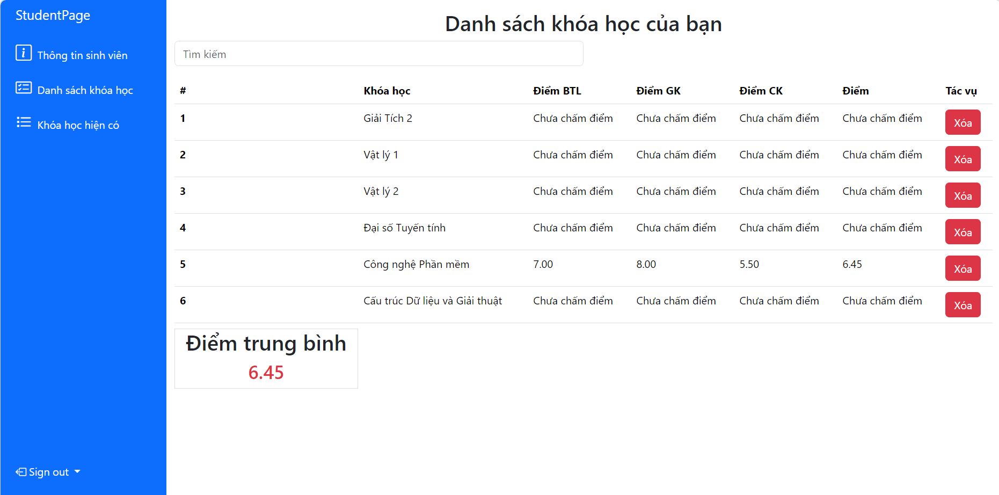 StudentPage
Thông tin sinh viên
Danh sách khóa học
Khóa học hiện có
Sign out
Danh sách khóa học của bạn
Tìm kiếm
# Khóa học Điểm BTL Điểm GK Điểm CK Điểm Tác vụ
1 Giải Tích 2 Chưa chấm điểm Chưa chấm điểm Chưa chấm điểm Chưa chấm điểm Xóa
2 Vật lý 1 Chưa chấm điểm Chưa chấm điểm Chưa chấm điểm Chưa chấm điểm Xóa
3 Vật lý 2 Chưa chấm điểm Chưa chấm điểm Chưa chấm điểm Chưa chấm điểm Xóa
4 Đại số Tuyến tính Chưa chấm điểm Chưa chấm điểm Chưa chấm điểm Chưa chấm điểm Xóa
5 Công nghệ Phần mềm 7.00 8.00 5.50 6.45 Xóa
6 Cấu trúc Dữ liệu và Giải thuật Chưa chấm điểm Chưa chấm điểm Chưa chấm điểm Chưa chấm điểm Xóa
Điểm trung bình
6.45